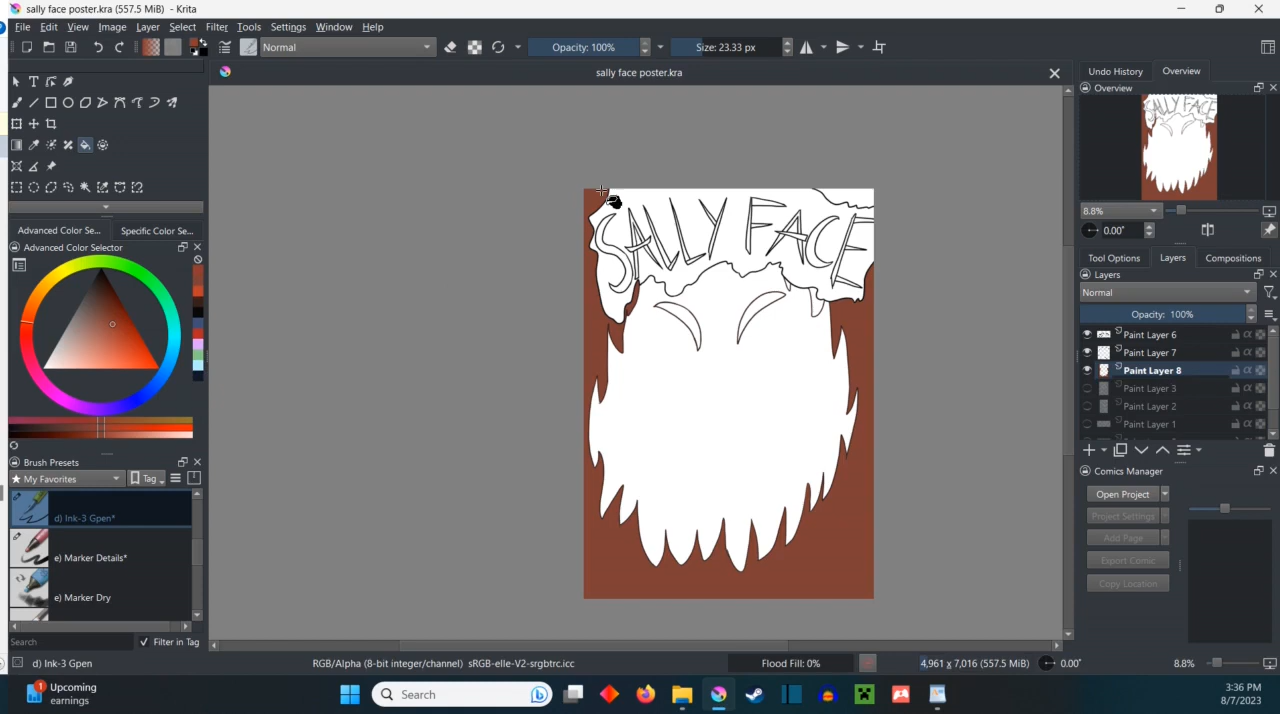 sally face poster.kra (557.5 MiB) - Krita
File Edit View Image Layer Select Filter Tools Settings Window Help
Normal Opacity: 100% Size: 23.33 px
sally face poster.kra
Undo History Overview
Overview
SALLY FACE
SALLY FACE
8.8%
0.00°
Advanced Color Se... Specific Color Se...
Advanced Color Selector
Tool Options Layers Compositions
Layers
Normal
Opacity: 100%
Paint Layer 6
Paint Layer 7
Paint Layer 8
Paint Layer 3
Paint Layer 2
Paint Layer 1
Brush Presets
My Favorites Tag
d) Ink-3 Gpen*
e) Marker Details*
e) Marker Dry
Search Filter in Tag
Comics Manager
Open Project
Project Settings
Add Page
Export Comic
Copy Location
d) Ink-3 Gpen RGB/Alpha (8-bit integer/channel) sRGB-elle-V2-srgbtrc.icc Flood Fill: 0% 4,961 x 7,016 (557.5 MiB) 0.00° 8.8%
1 Upcoming
earnings
Search
3:36 PM
8/7/2023